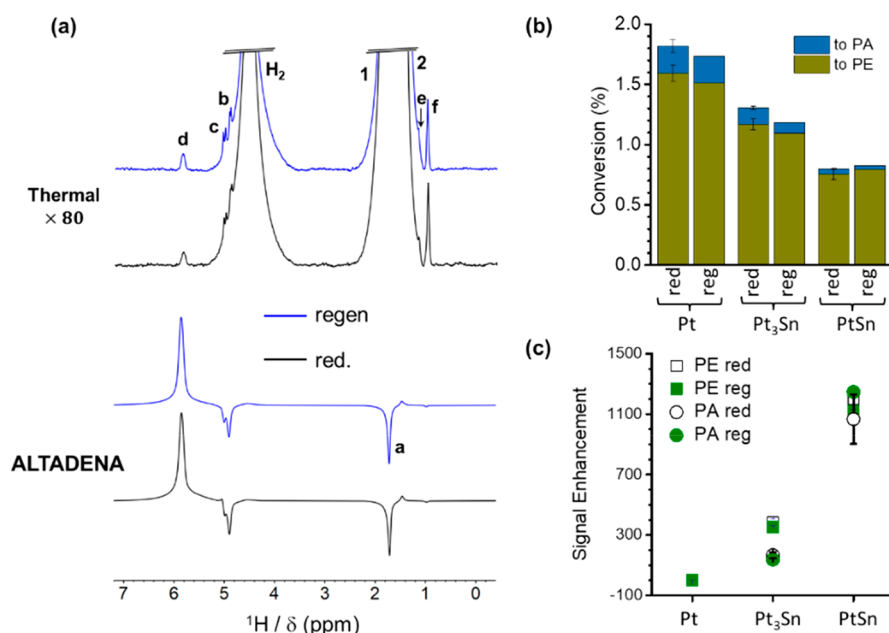 (a)
H2
1
2
b
c
d
e
f
Thermal
× 80
regen
red.
a
ALTADENA
7 6 5 4 3 2 1 0
¹H / δ (ppm)
(b)
2.0
1.5
1.0
0.5
0.0
Conversion (%)
to PA
to PE
red reg red reg red reg
Pt Pt₃Sn PtSn
(c)
1500
1100
700
300
-100
Signal Enhancement
PE red
PE reg
PA red
PA reg
Pt Pt₃Sn PtSn